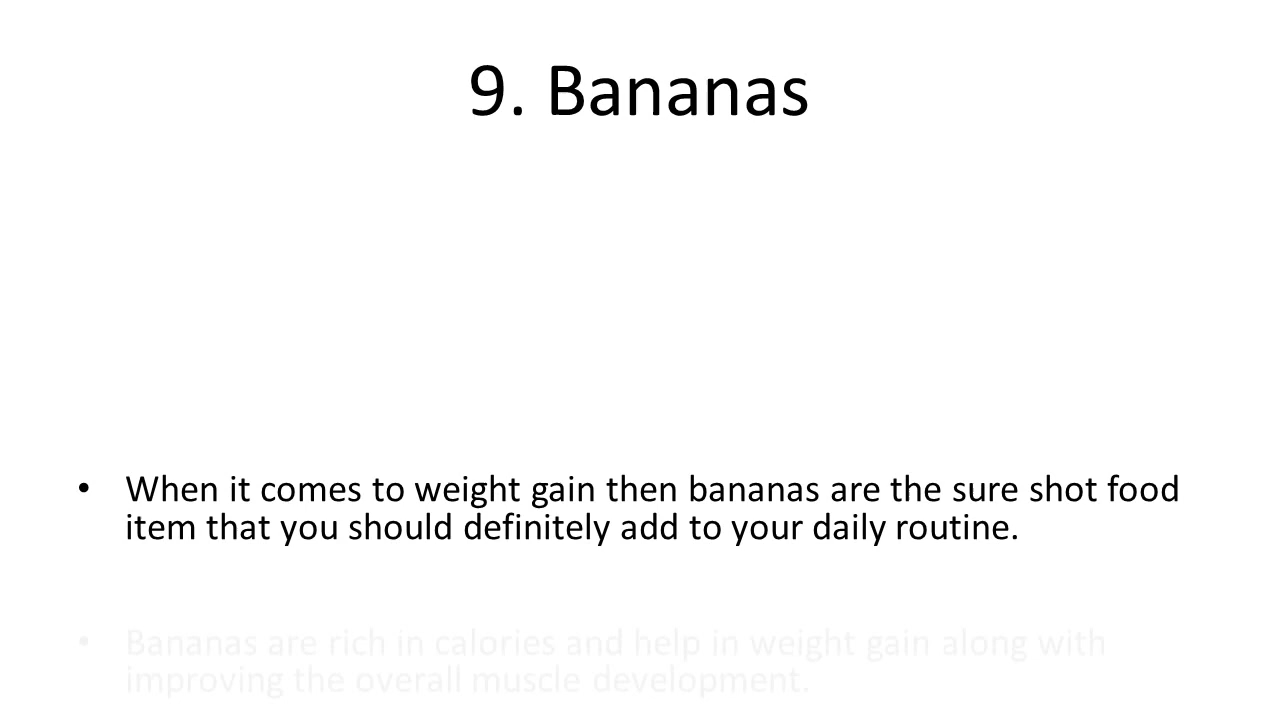 9. Bananas
• When it comes to weight gain then bananas are the sure shot food
item that you should definitely add to your daily routine.
• Bananas are rich in calories and help in weight gain along with
improving the overall muscle development.